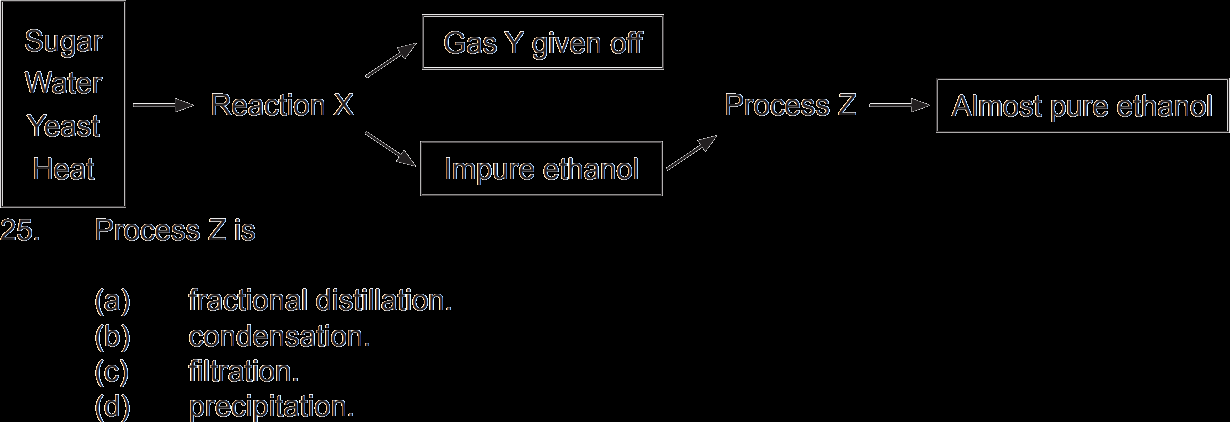 Sugar
Water
Yeast
Heat
Reaction X
Gas Y given off
Impure ethanol
Process Z
Almost pure ethanol
25. Process Z is
(a) fractional distillation.
(b) condensation.
(c) filtration.
(d) precipitation.